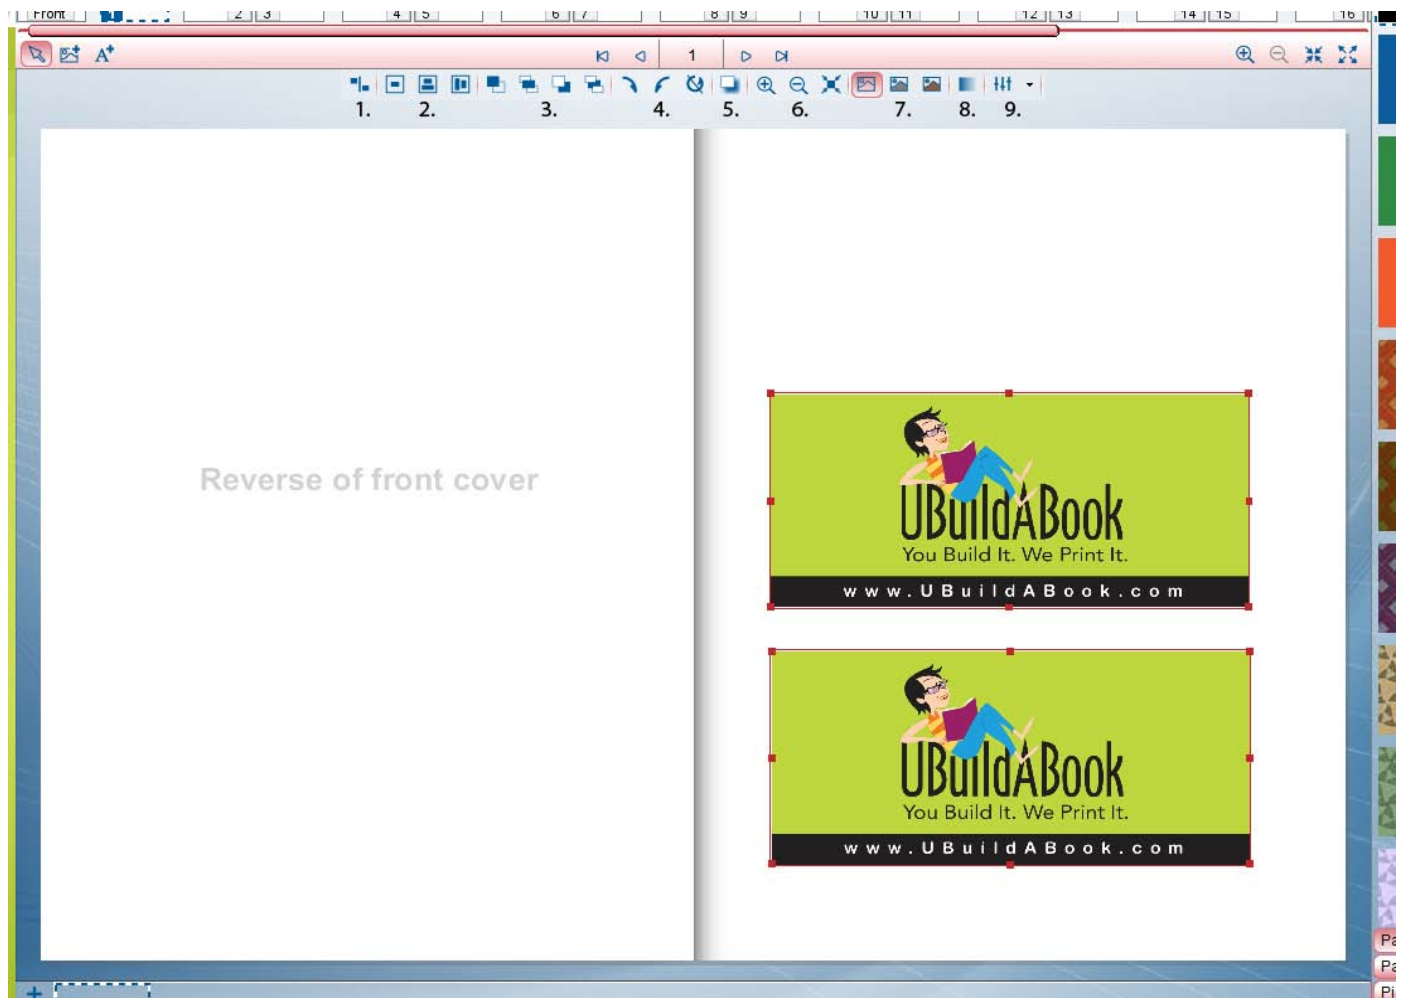 Front 2 3 4 5 6 7 8 9 10 11 12 13 14 15 16
A+ 1
1. 2. 3. 4. 5. 6. 7. 8. 9.
Reverse of front cover
UBuildABook
You Build It. We Print It.
www.UBuildABook.com
UBuildABook
You Build It. We Print It.
www.UBuildABook.com